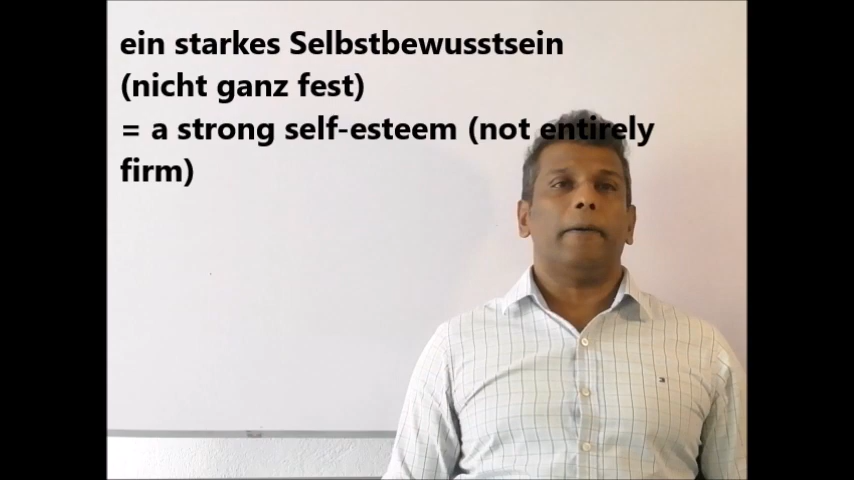 ein starkes Selbstbewusstsein
(nicht ganz fest)
= a strong self-esteem (not entirely
firm)